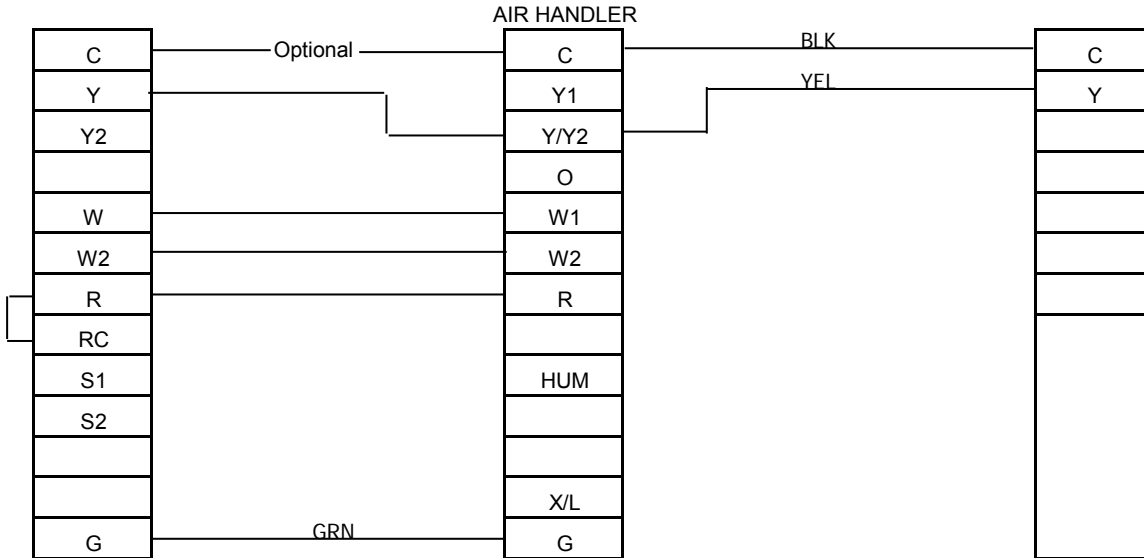 AIR HANDLER
C Optional C BLK C
Y Y1 YEL Y
Y2 Y/Y2
O
W W1
W2 W2
R R
RC
S1 HUM
S2
X/L
G GRN G